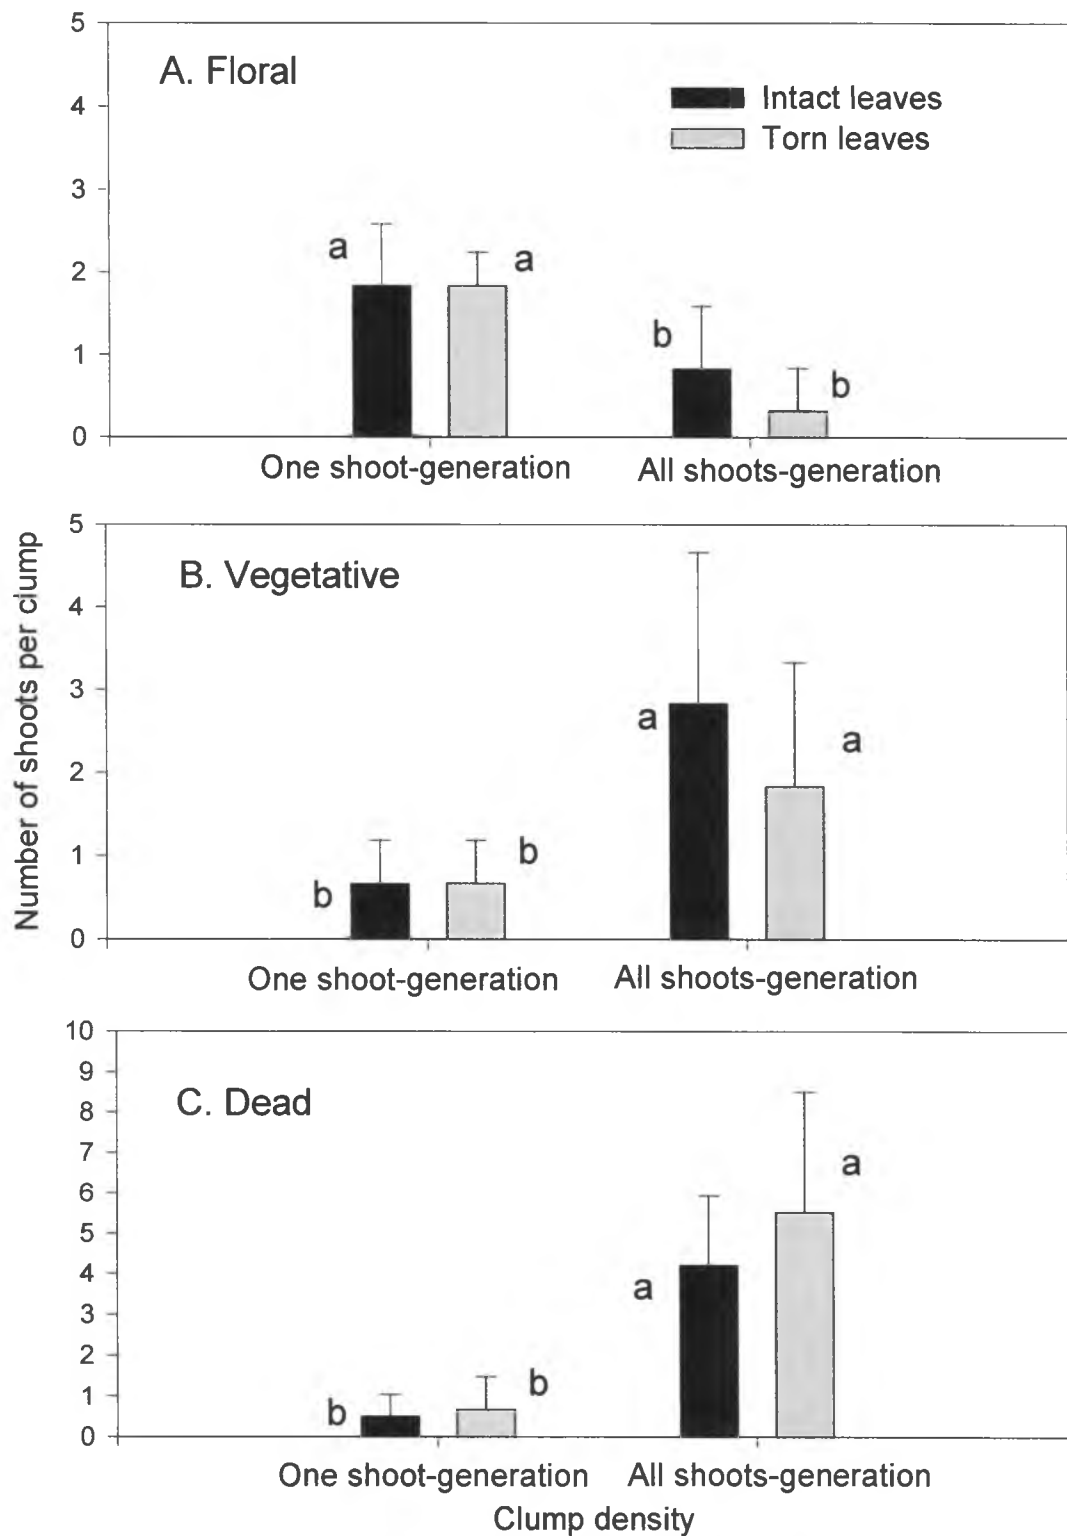 5
A. Floral
Intact leaves
4
Torn leaves
3
a
a
2
b
1
b
0
One shoot-generation
All shoots-generation
Number of shoots per clump
5
B. Vegetative
4
3
a
a
2
1
b
b
0
One shoot-generation
All shoots-generation
10
9
C. Dead
8
7
a
6
5
4
a
3
2
b
1
b
0
One shoot-generation
All shoots-generation
Clump density